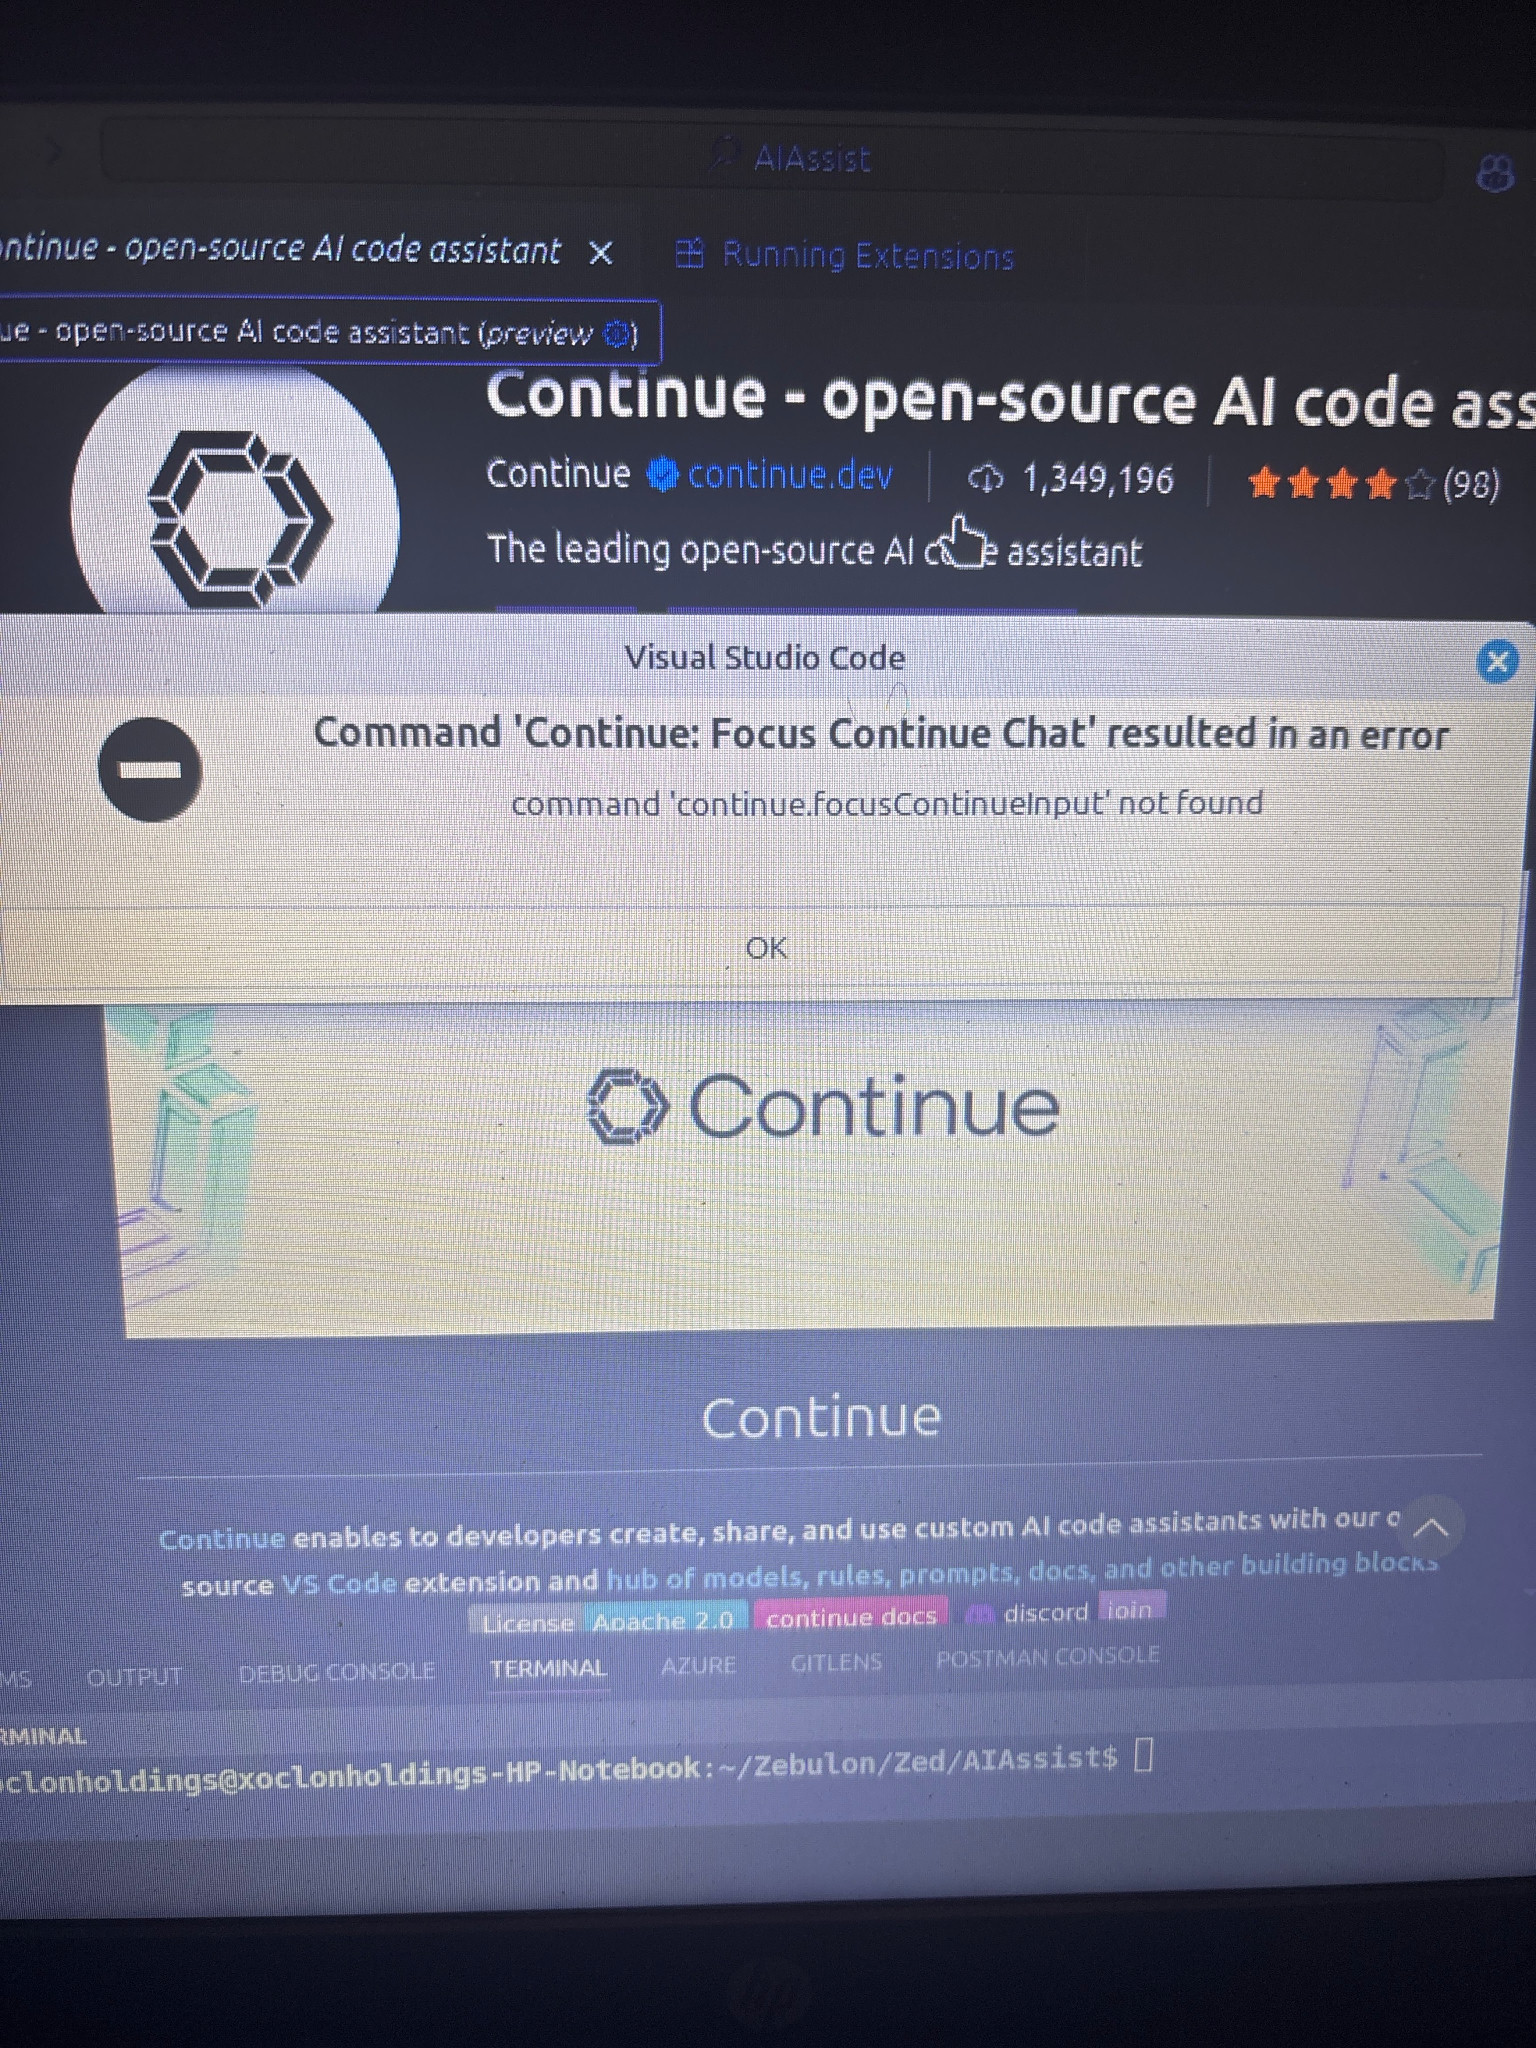 AIAssist
ntinue - open-source AI code assistant
Running Extensions
ue - open-source AI code assistant (preview)
Continue - open-source AI code ass
Continue continue.dev 1,349,196 (98)
The leading open-source AI code assistant
Visual Studio Code
Command 'Continue: Focus Continue Chat' resulted in an error
command 'continue.focusContinueInput' not found
OK
Continue
Continue
Continue enables to developers create, share, and use custom AI code assistants with our o
source VS Code extension and hub of models, rules, prompts, docs, and other building blocks
License Apache 2.0 continue docs discord join
MS OUTPUT DEBUG CONSOLE TERMINAL AZURE GITLENS POSTMAN CONSOLE
RMINAL
oclonholdings@xoclonholdings-HP-Notebook:~/Zebulon/Zed/AIAssist$
hp